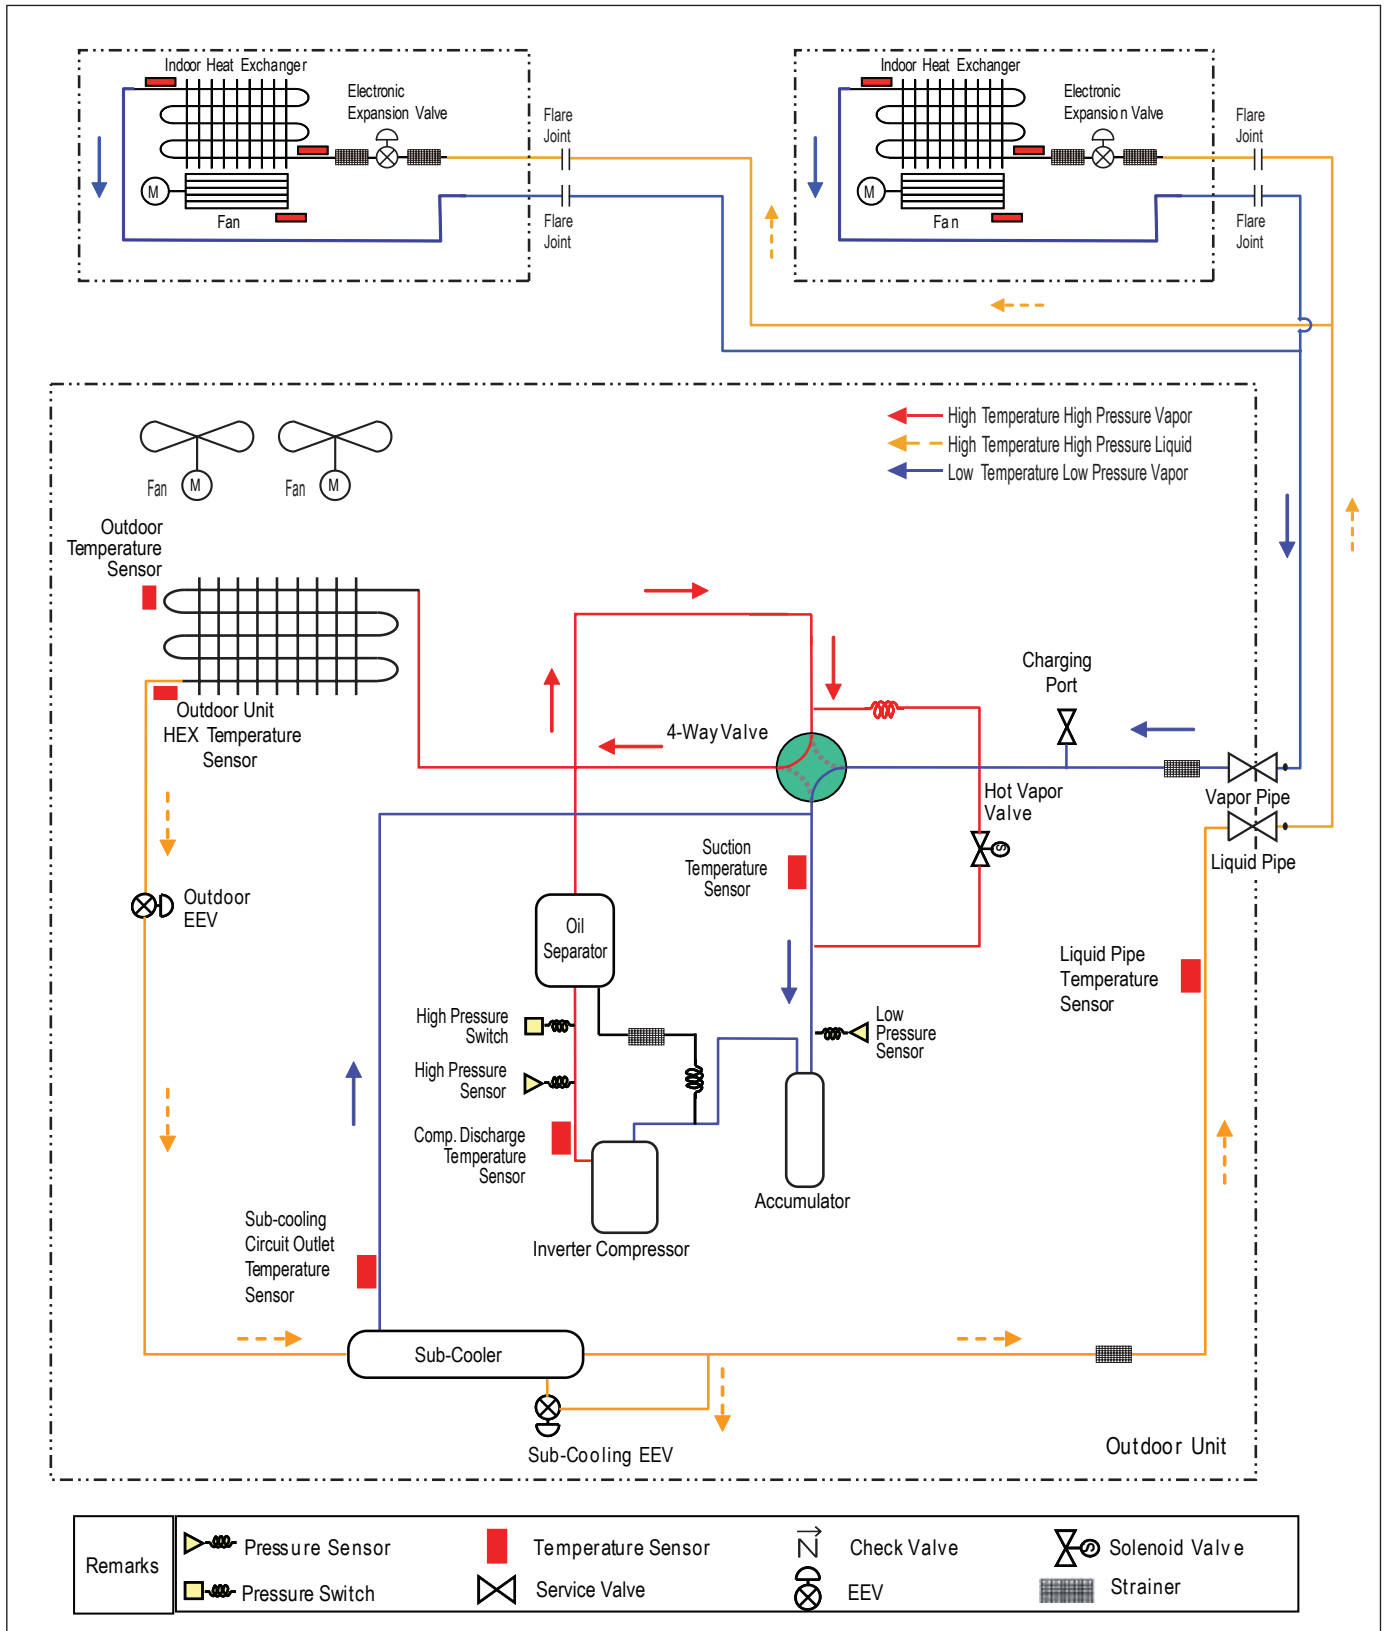 Indoor Heat Exchanger
Electronic
Expansion Valve
Flare
Joint
M
Fan
Flare
Joint
Indoor Heat Exchanger
Electronic
Expansion Valve
Flare
Joint
M
Fan
Flare
Joint
High Temperature High Pressure Vapor
High Temperature High Pressure Liquid
Low Temperature Low Pressure Vapor
Fan
M
Fan
M
Outdoor
Temperature
Sensor
Outdoor Unit
HEX Temperature
Sensor
4-Way Valve
Charging
Port
Hot Vapor
Valve
S
Vapor Pipe
Liquid Pipe
Suction
Temperature
Sensor
Outdoor
EEV
Oil
Separator
Liquid Pipe
Temperature
Sensor
High Pressure
Switch
Low
Pressure
Sensor
High Pressure
Sensor
Comp. Discharge
Temperature
Sensor
Accumulator
Inverter Compressor
Sub-cooling
Circuit Outlet
Temperature
Sensor
Sub-Cooler
Sub-Cooling EEV
Outdoor Unit
Remarks
Pressure Sensor
Temperature Sensor
Check Valve
S
Solenoid Valve
Pressure Switch
Service Valve
EEV
Strainer